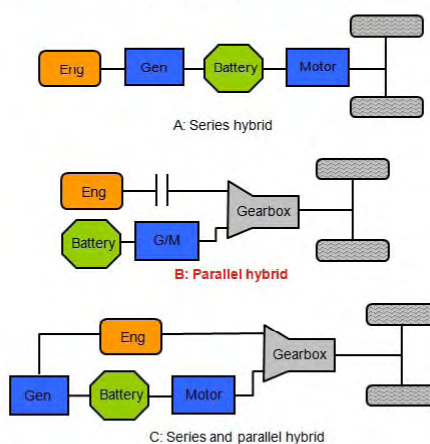 Eng Gen Battery Motor
A: Series hybrid
Eng
Gearbox
Battery G/M
B: Parallel hybrid
Eng
Gearbox
Gen Battery Motor
C: Series and parallel hybrid